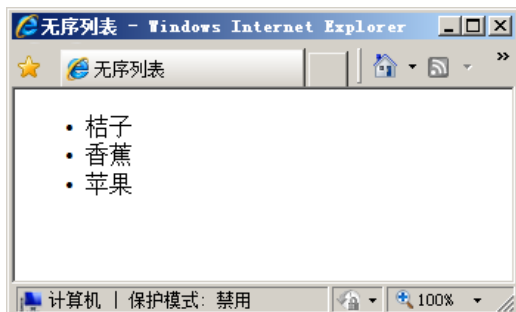 无序列表 - Windows Internet Explorer
无序列表
»
• 桔子
• 香蕉
• 苹果
计算机 | 保护模式: 禁用
100%